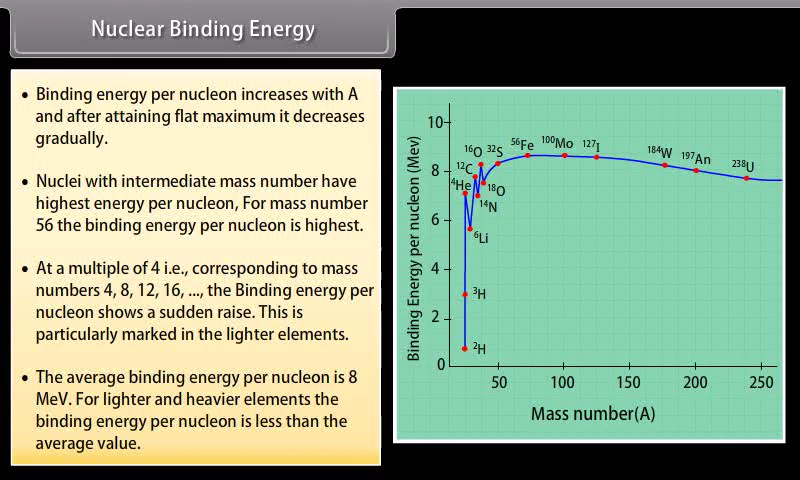 Nuclear Binding Energy
• Binding energy per nucleon increases with A
and after attaining flat maximum it decreases
gradually.
• Nuclei with intermediate mass number have
highest energy per nucleon, For mass number
56 the binding energy per nucleon is highest.
• At a multiple of 4 i.e., corresponding to mass
numbers 4, 8, 12, 16, ..., the Binding energy per
nucleon shows a sudden raise. This is
particularly marked in the lighter elements.
• The average binding energy per nucleon is 8
MeV. For lighter and heavier elements the
binding energy per nucleon is less than the
average value.
Binding Energy per nucleon (Mev)
10
8
6
4
2
0
¹⁶O
³²S
⁵⁶Fe
¹⁰⁰Mo
¹²⁷I
¹⁸⁴W
¹⁹⁷An
²³⁸U
¹²C
⁴He
¹⁸O
¹⁴N
⁶Li
³H
²H
50
100
150
200
250
Mass number(A)